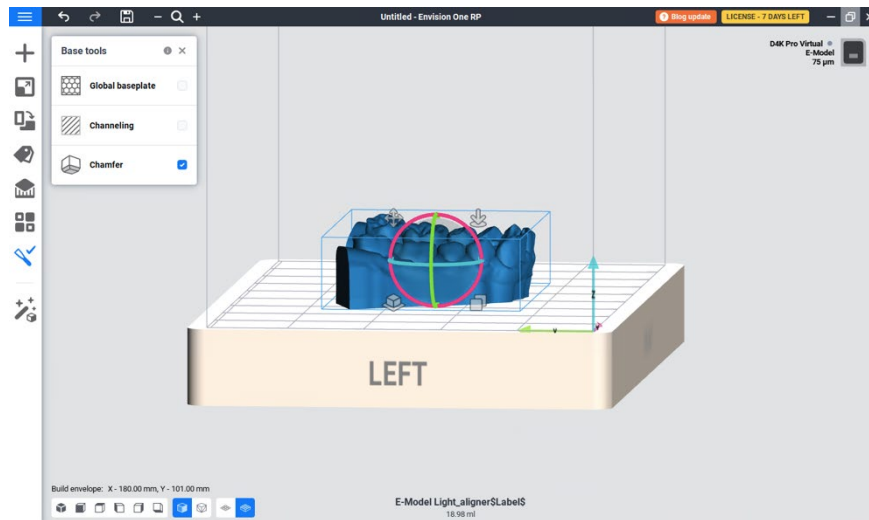 Untitled - Envision One RP
Blog update
LICENSE - 7 DAYS LEFT
Base tools
D4K Pro Virtual
E-Model
75 µm
Global baseplate
Channeling
Chamfer
Z
Y
LEFT
Build envelope: X - 180.00 mm, Y - 101.00 mm
E-Model Light_aligner$Label$
18.98 ml